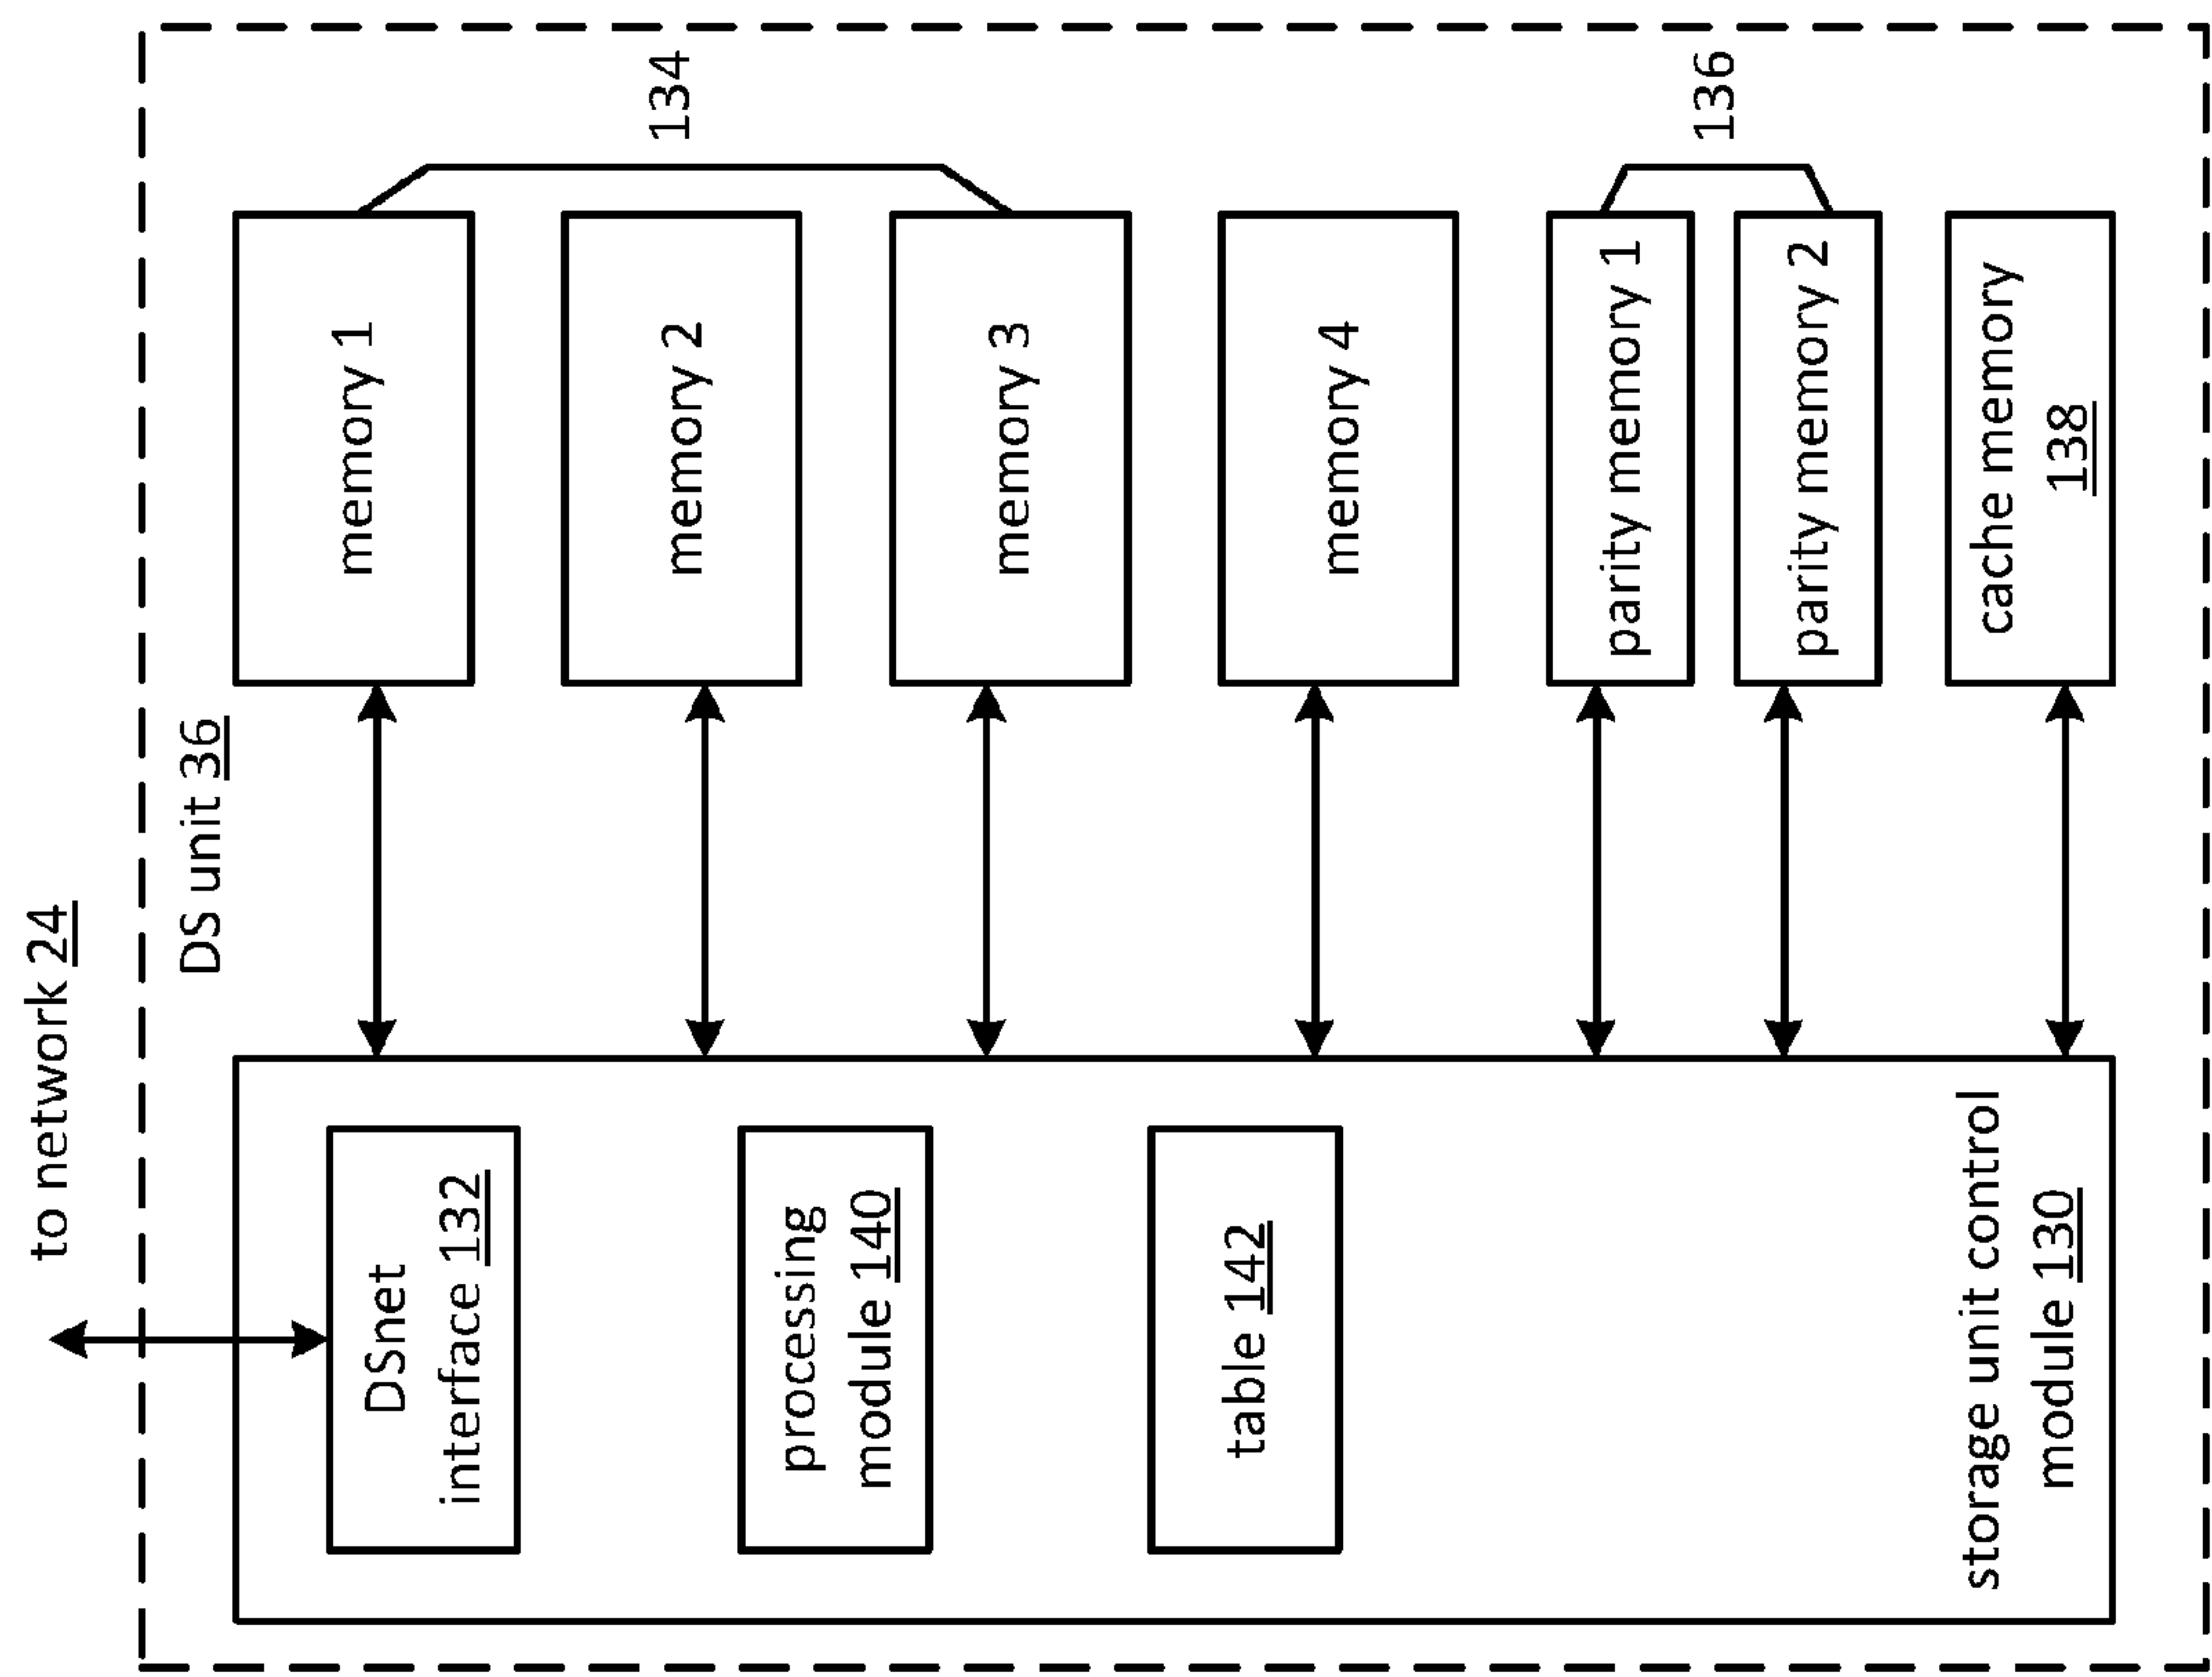 to network 24
DS unit 36
DSnet
interface 132
processing
module 140
table 142
storage unit control
module 130
memory 1
memory 2
memory 3
memory 4
134
parity memory 1
parity memory 2
136
cache memory
138